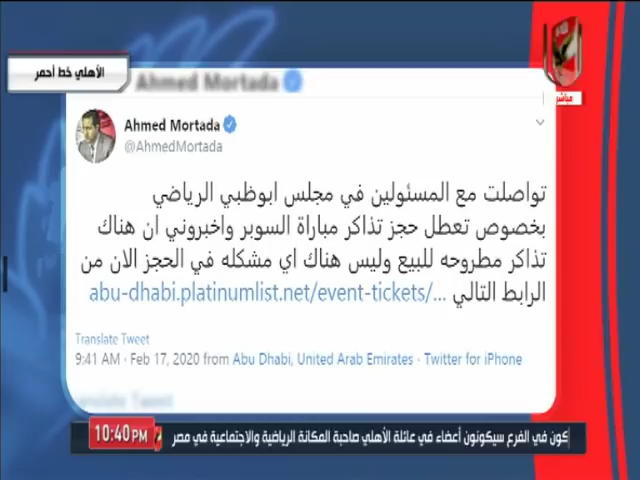 الأهلي خط أحمر
Ahmed Mortada
مباشر
Ahmed Mortada
@AhmedMortada
تواصلت مع المسئولين في مجلس ابوظبي الرياضي
بخصوص تعطل حجز تذاكر مباراة السوبر واخبروني ان هناك
تذاكر مطروحه للبيع وليس هناك اي مشكله في الحجز الان من
الرابط التالي abu-dhabi.platinumlist.net/event-tickets/...
Translate Tweet
9:41 AM · Feb 17, 2020 from Abu Dhabi, United Arab Emirates · Twitter for iPhone
Translate Tweet
10:40 PM
كون في الفرع سيكونون أعضاء في عائلة الأهلي صاحبة المكانة الرياضية والاجتماعية في مصر